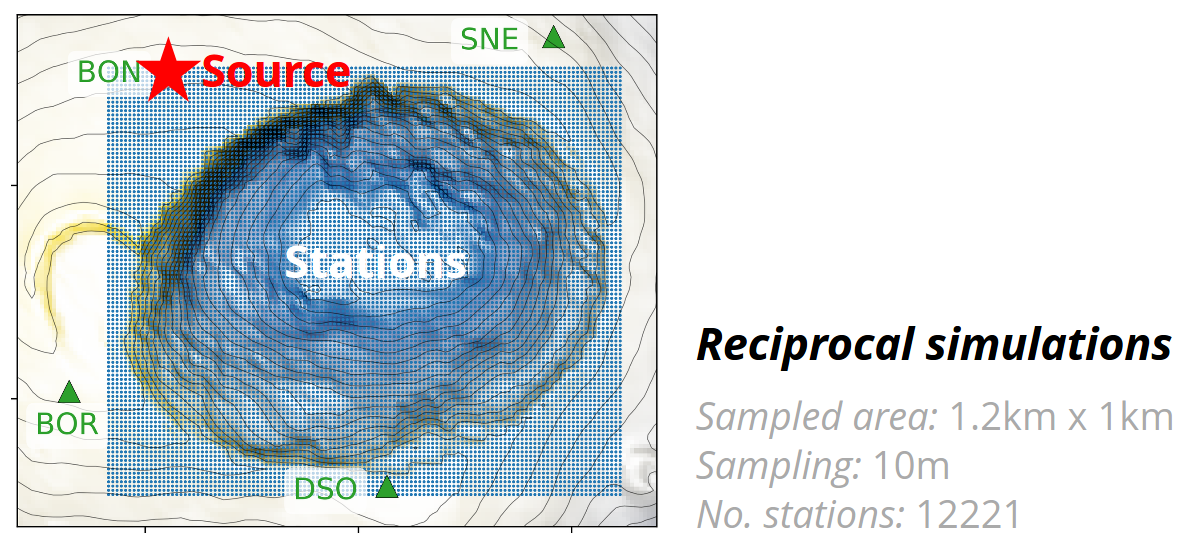 SNE
BON
Source
Stations
BOR
DSO
Reciprocal simulations
Sampled area: 1.2km x 1km
Sampling: 10m
No. stations: 12221